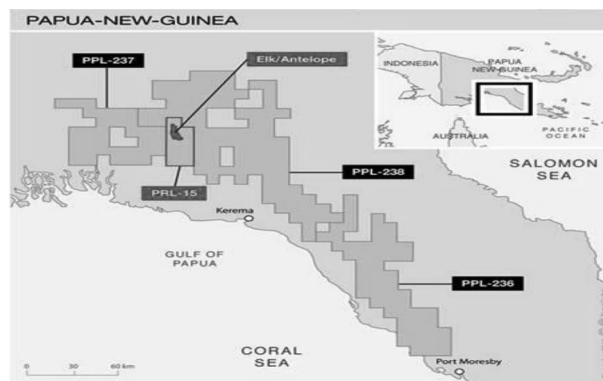 PAPUA-NEW-GUINEA
PPL-237
Elk/Antelope
INDONESIA
PAPUA
NEW-GUINEA
AUSTRALIA
PACIFIC
OCEAN
SALOMON
SEA
PPL-238
PRL-15
Kerema
GULF OF
PAPUA
PPL-236
CORAL
SEA
Port Moresby
0
30
60 km